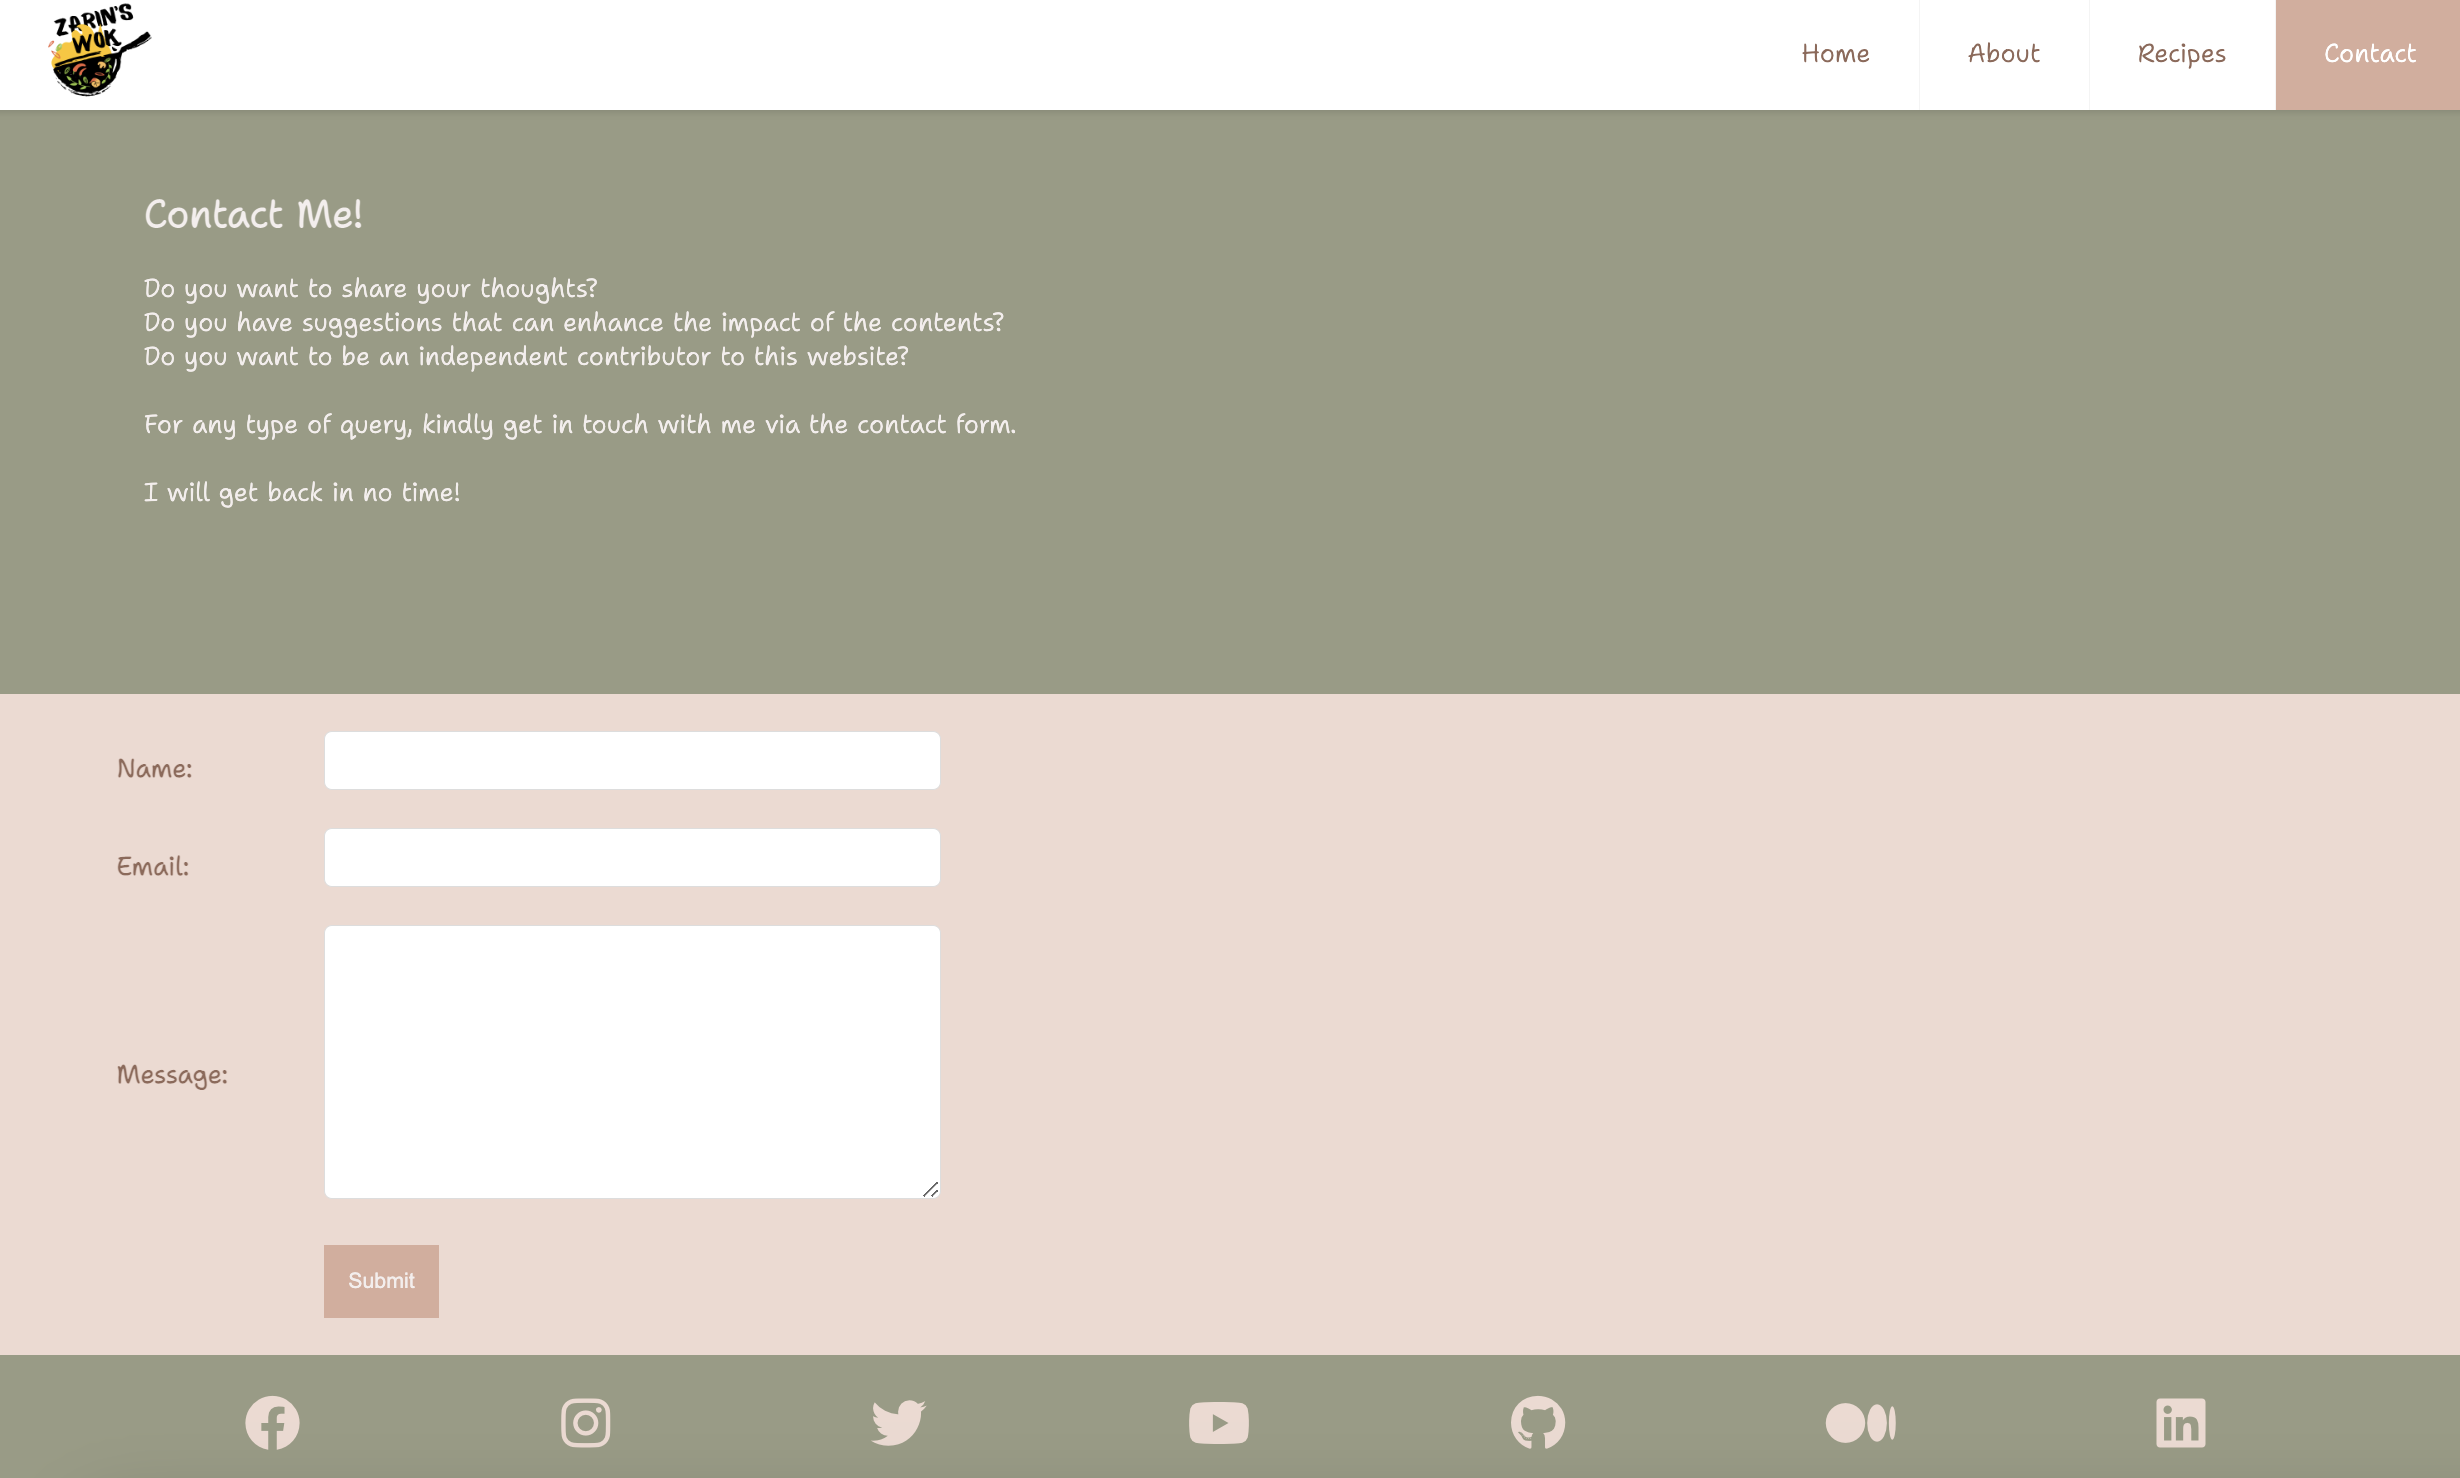 ZARIN'S
WOK
Home
About
Recipes
Contact
Contact Me!
Do you want to share your thoughts?
Do you have suggestions that can enhance the impact of the contents?
Do you want to be an independent contributor to this website?
For any type of query, kindly get in touch with me via the contact form.
I will get back in no time!
Name:
Email:
Message:
Submit